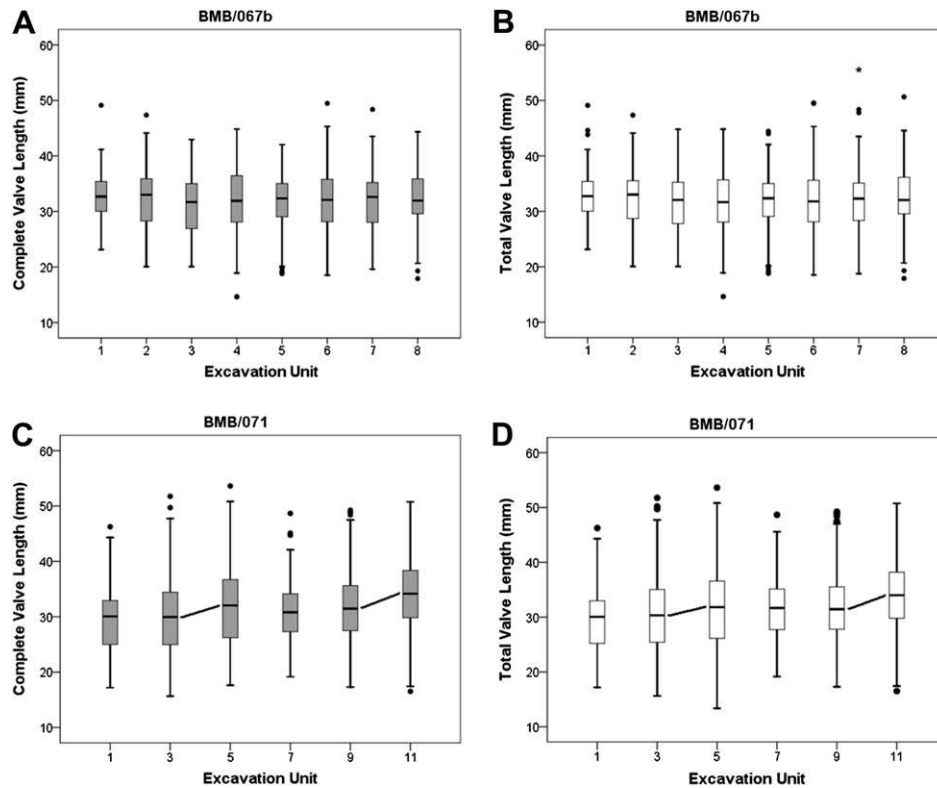 A
BMB/067b
Complete Valve Length (mm)
60
50
40
30
20
10
1 2 3 4 5 6 7 8
Excavation Unit
B
BMB/067b
Total Valve Length (mm)
60
50
40
30
20
10
1 2 3 4 5 6 7 8
Excavation Unit
C
BMB/071
Complete Valve Length (mm)
60
50
40
30
20
10
1 3 5 7 9 11
Excavation Unit
D
BMB/071
Total Valve Length (mm)
60
50
40
30
20
10
1 3 5 7 9 11
Excavation Unit